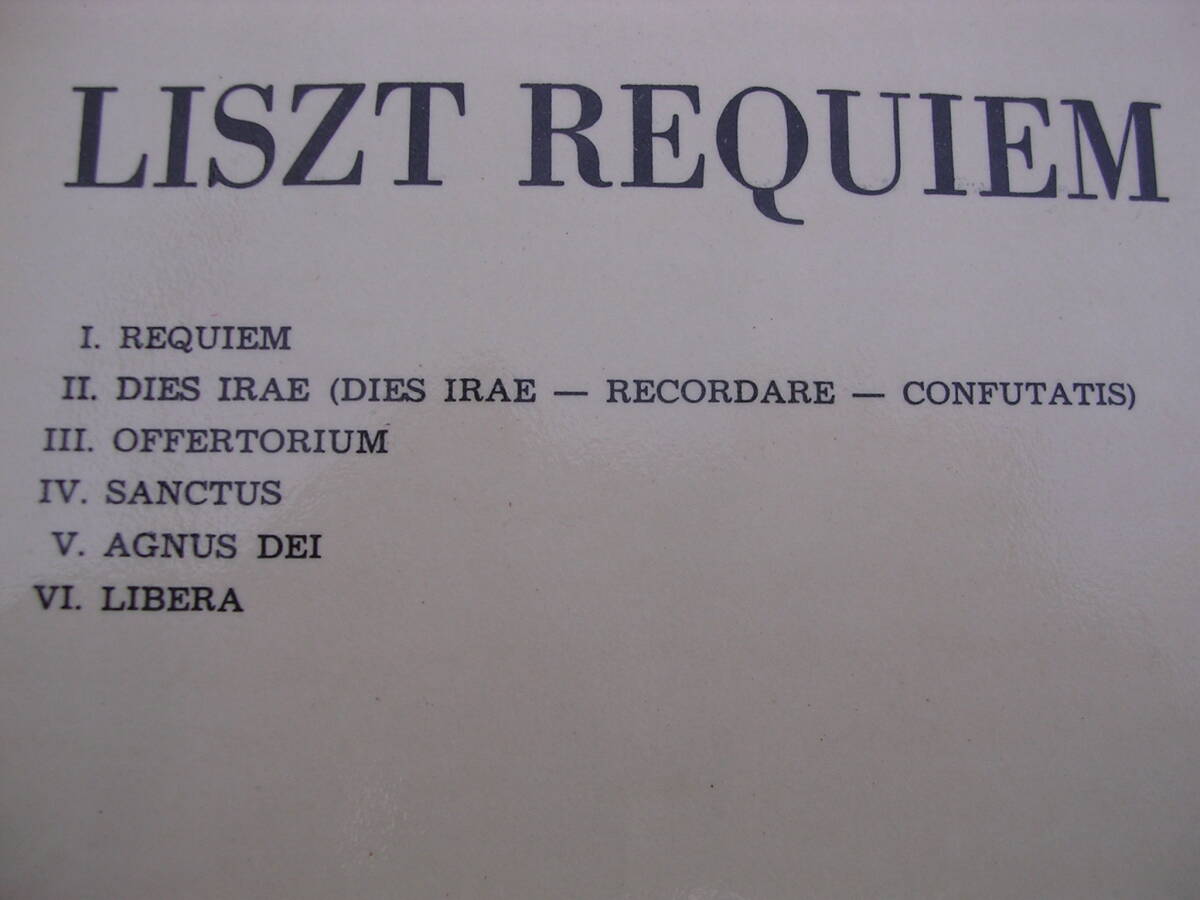 LISZT REQUIEM
I. REQUIEM
II. DIES IRAE (DIES IRAE — RECORDARE — CONFUTATIS)
III. OFFERTORIUM
IV. SANCTUS
V. AGNUS DEI
VI. LIBERA